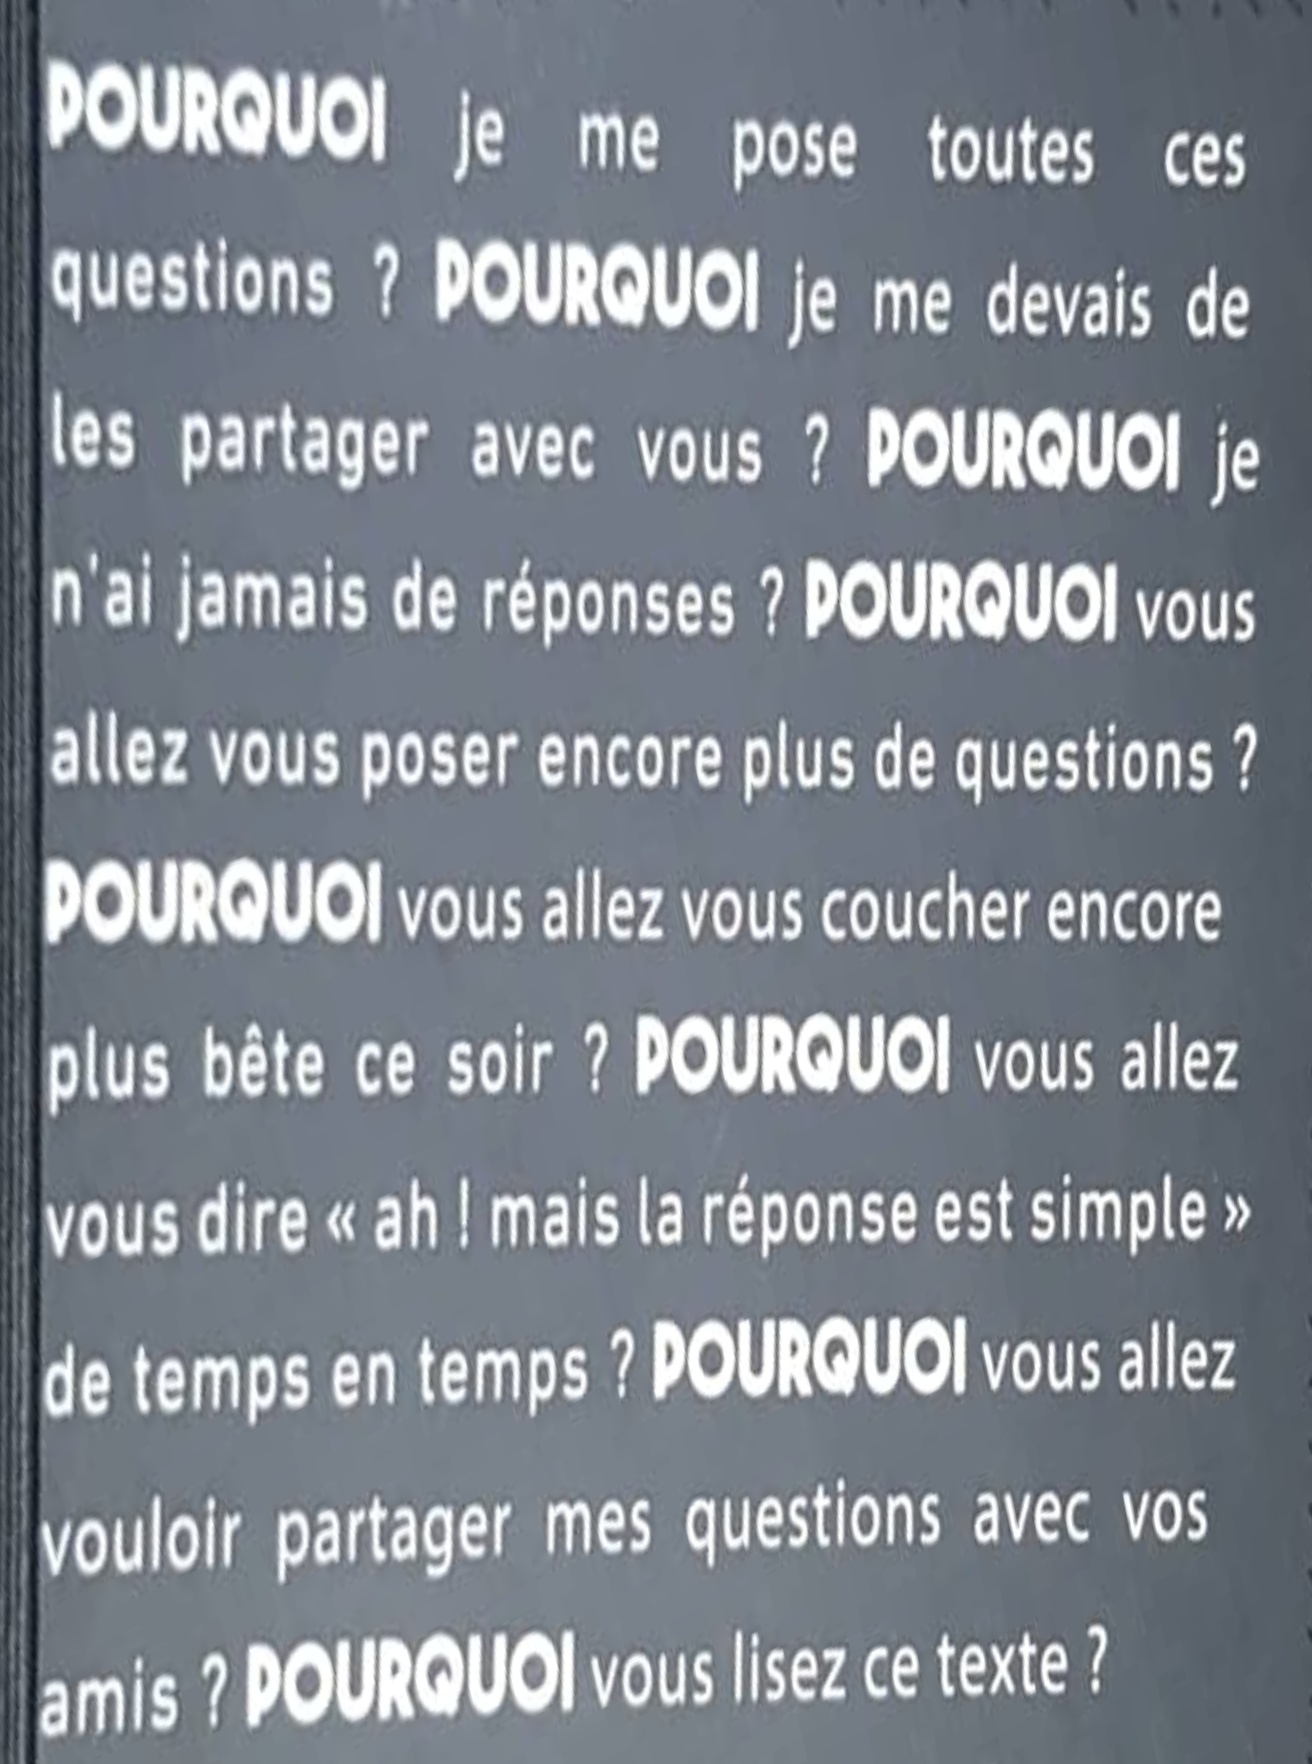 POURQUOI je me pose toutes ces
questions ? POURQUOI je me devais de
les partager avec vous ? POURQUOI je
n'ai jamais de réponses ? POURQUOI vous
allez vous poser encore plus de questions ?
POURQUOI vous allez vous coucher encore
plus bête ce soir ? POURQUOI vous allez
vous dire « ah ! mais la réponse est simple »
de temps en temps ? POURQUOI vous allez
vouloir partager mes questions avec vos
amis ? POURQUOI vous lisez ce texte ?